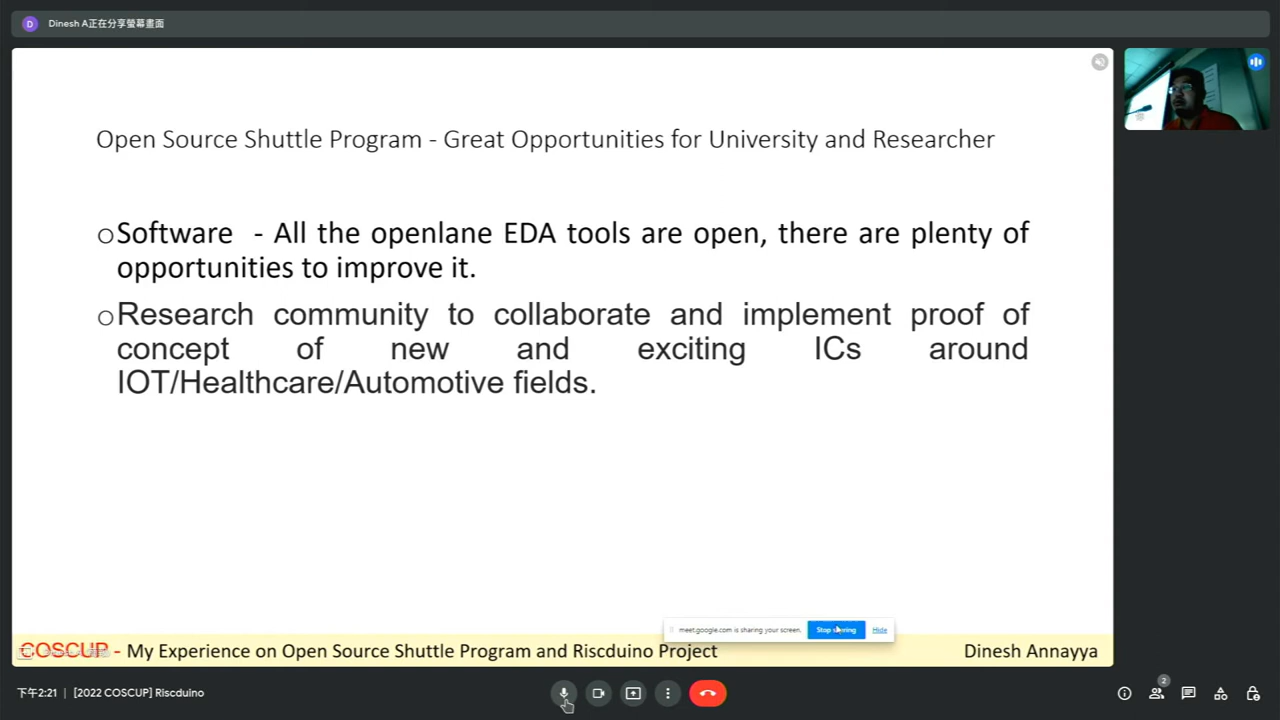 D Dinesh A正在分享螢幕畫面
Open Source Shuttle Program - Great Opportunities for University and Researcher
oSoftware - All the openlane EDA tools are open, there are plenty of
opportunities to improve it.
oResearch community to collaborate and implement proof of
concept of new and exciting ICs around
IOT/Healthcare/Automotive fields.
meet.google.com is sharing your screen. Stop sharing Hide
COSCUP - My Experience on Open Source Shuttle Program and Riscduino Project Dinesh Annayya
下午2:21 | [2022 COSCUP] Riscduino 2